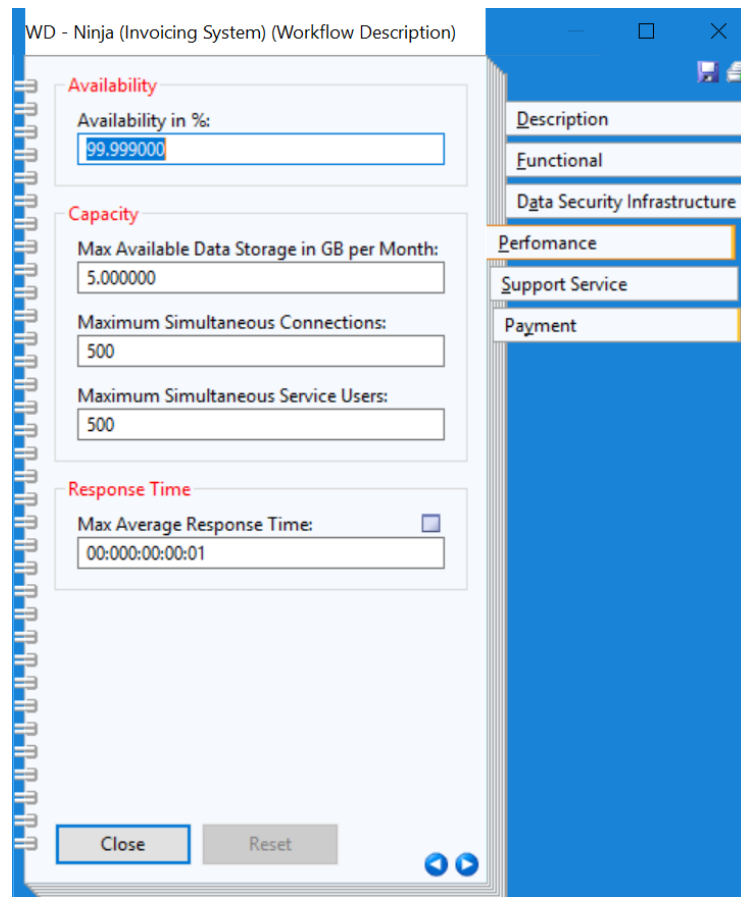 WD - Ninja (Invoicing System) (Workflow Description)
Availability
Availability in %:
99.999000
Capacity
Max Available Data Storage in GB per Month:
5.000000
Maximum Simultaneous Connections:
500
Maximum Simultaneous Service Users:
500
Response Time
Max Average Response Time:
00:000:00:00:01
Close
Reset
Description
Functional
Data Security Infrastructure
Perfomance
Support Service
Payment